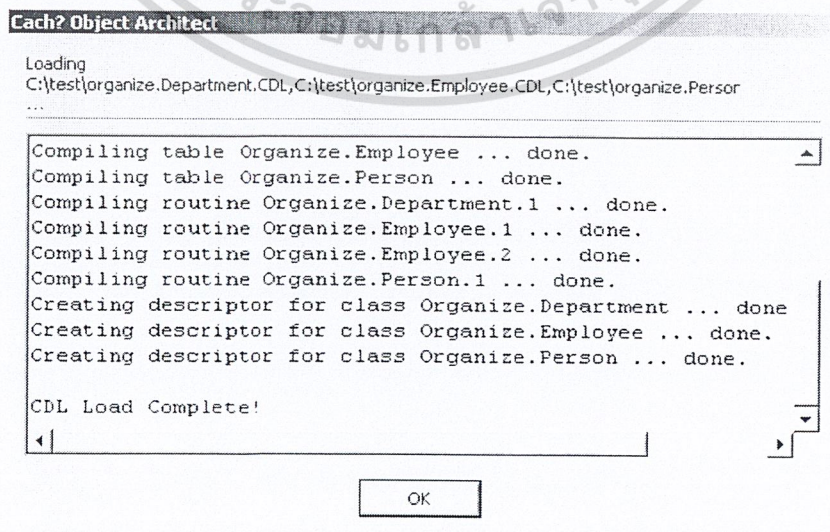 Cach? Object Architect
Loading
C:\test\organize.Department.CDL,C:\test\organize.Employee.CDL,C:\test\organize.Persor
...
Compiling table Organize.Employee ... done.
Compiling table Organize.Person ... done.
Compiling routine Organize.Department.1 ... done.
Compiling routine Organize.Employee.1 ... done.
Compiling routine Organize.Employee.2 ... done.
Compiling routine Organize.Person.1 ... done.
Creating descriptor for class Organize.Department ... done
Creating descriptor for class Organize.Employee ... done.
Creating descriptor for class Organize.Person ... done.
CDL Load Complete!
OK